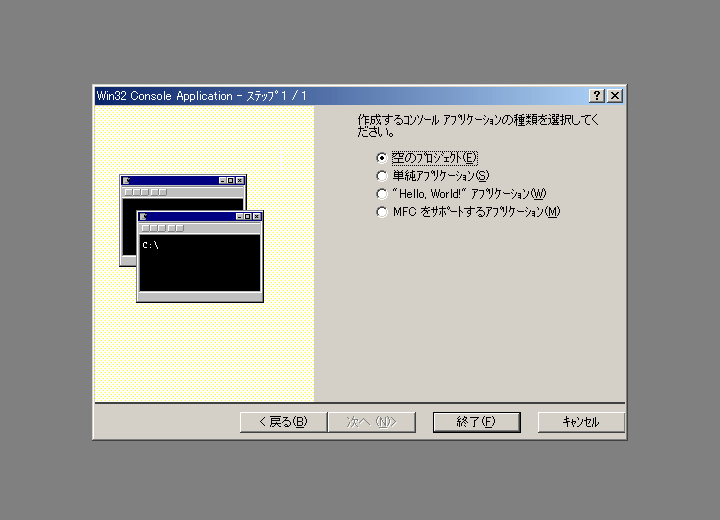 Win32 Console Application - ｽﾃｯﾌﾟ 1 / 1
作成するｺﾝｿｰﾙ ｱﾌﾟﾘｹｰｼｮﾝの種類を選択してく
ださい。
空のﾌﾟﾛｼﾞｪｸﾄ(E)
単純ｱﾌﾟﾘｹｰｼｮﾝ(S)
"Hello, World!" ｱﾌﾟﾘｹｰｼｮﾝ(W)
MFC をｻﾎﾟｰﾄするｱﾌﾟﾘｹｰｼｮﾝ(M)
C:\
< 戻る(B)
次へ (N)>
終了(F)
ｷｬﾝｾﾙ